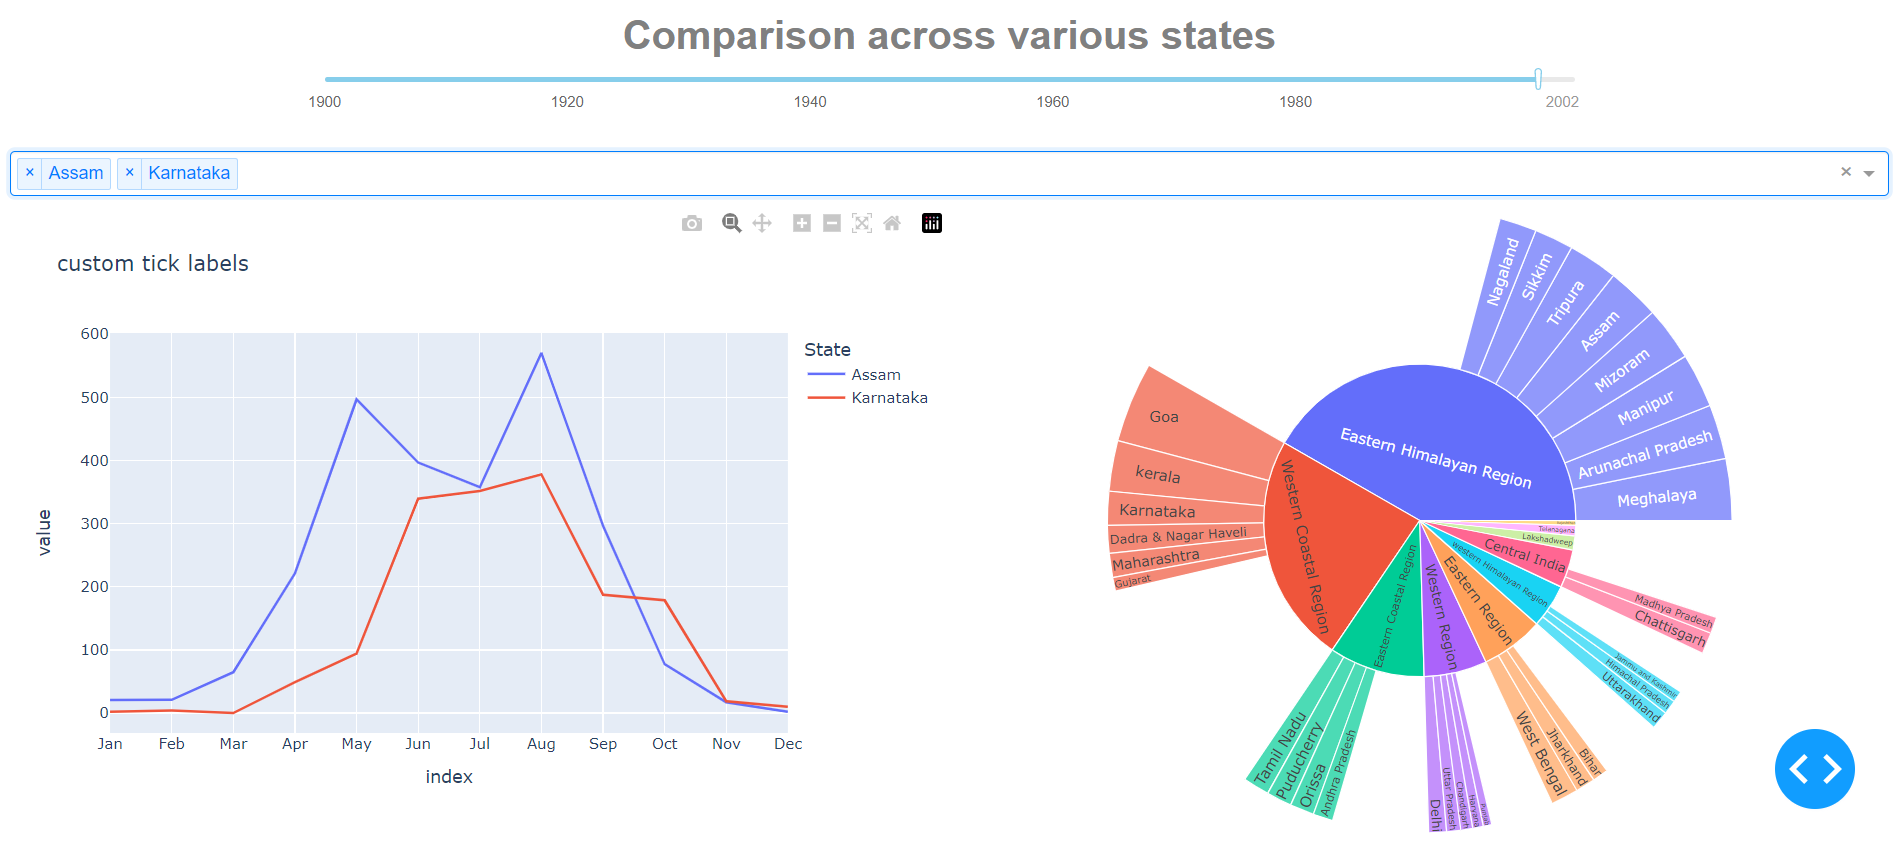 Comparison across various states
1900 1920 1940 1960 1980 2002
× Assam × Karnataka ×
custom tick labels
600
500
400
300
200
100
0
value
Jan Feb Mar Apr May Jun Jul Aug Sep Oct Nov Dec
index
State
Assam
Karnataka
Eastern Himalayan Region
Nagaland
Sikkim
Tripura
Assam
Mizoram
Manipur
Arunachal Pradesh
Meghalaya
Western Coastal Region
Goa
kerala
Karnataka
Dadra & Nagar Haveli
Maharashtra
Gujarat
Eastern Coastal Region
Tamil Nadu
Puducherry
Orissa
Andhra Pradesh
Western Region
Delhi
Uttar Pradesh
Chandigarh
Haryana
Punjab
Eastern Region
West Bengal
Jharkhand
Bihar
western Himalayan Region
Uttarakhand
Himachal Pradesh
Jammu and Kashmir
Central India
Chattisgarh
Madhya Pradesh
Lakshadweep